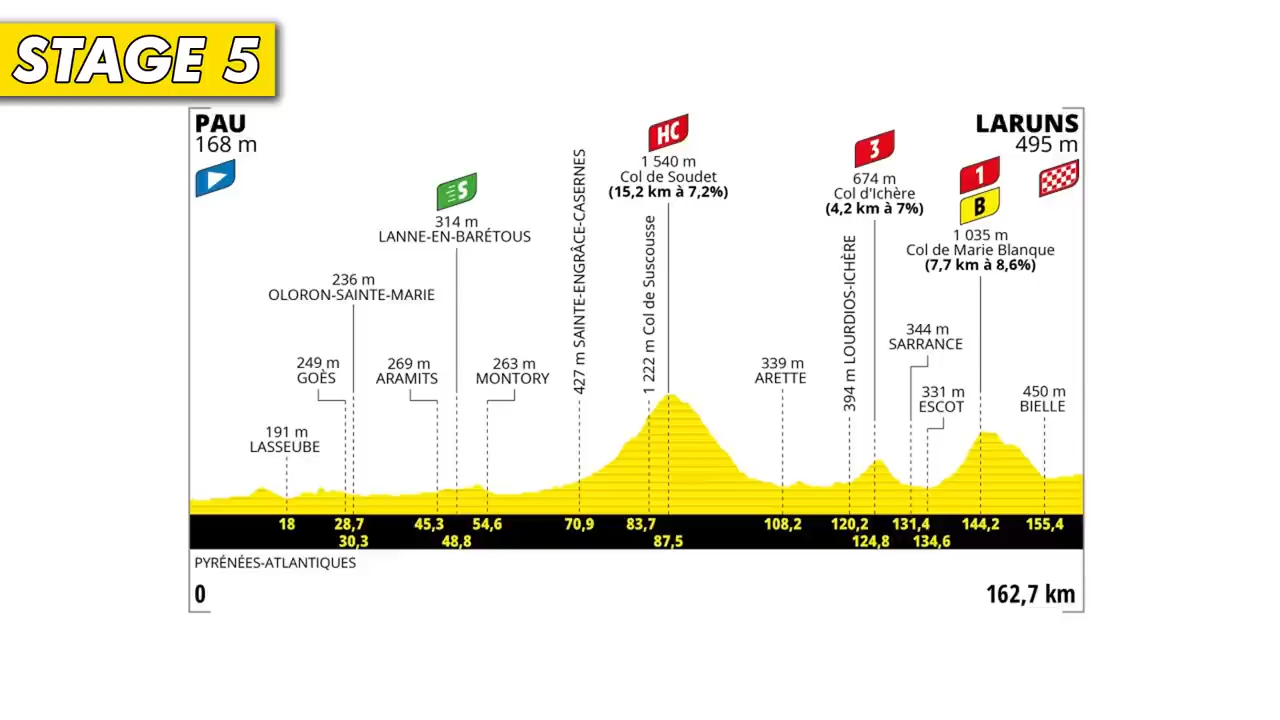 STAGE 5
PAU
168 m
LARUNS
495 m
HC
1 540 m
Col de Soudet
(15,2 km à 7,2%)
3
674 m
Col d'Ichère
(4,2 km à 7%)
1
B
1 035 m
Col de Marie Blanque
(7,7 km à 8,6%)
S
314 m
LANNE-EN-BARÉTOUS
236 m
OLORON-SAINTE-MARIE
249 m
GOÈS
269 m
ARAMITS
263 m
MONTORY
191 m
LASSEUBE
427 m SAINTE-ENGRÂCE-CASERNES
1 222 m Col de Suscousse
339 m
ARETTE
394 m LOURDIOS-ICHÈRE
344 m
SARRANCE
331 m
ESCOT
450 m
BIELLE
18 28,7 45,3 54,6 70,9 83,7 108,2 120,2 131,4 144,2 155,4
30,3 48,8 87,5 124,8 134,6
PYRÉNÉES-ATLANTIQUES
0
162,7 km